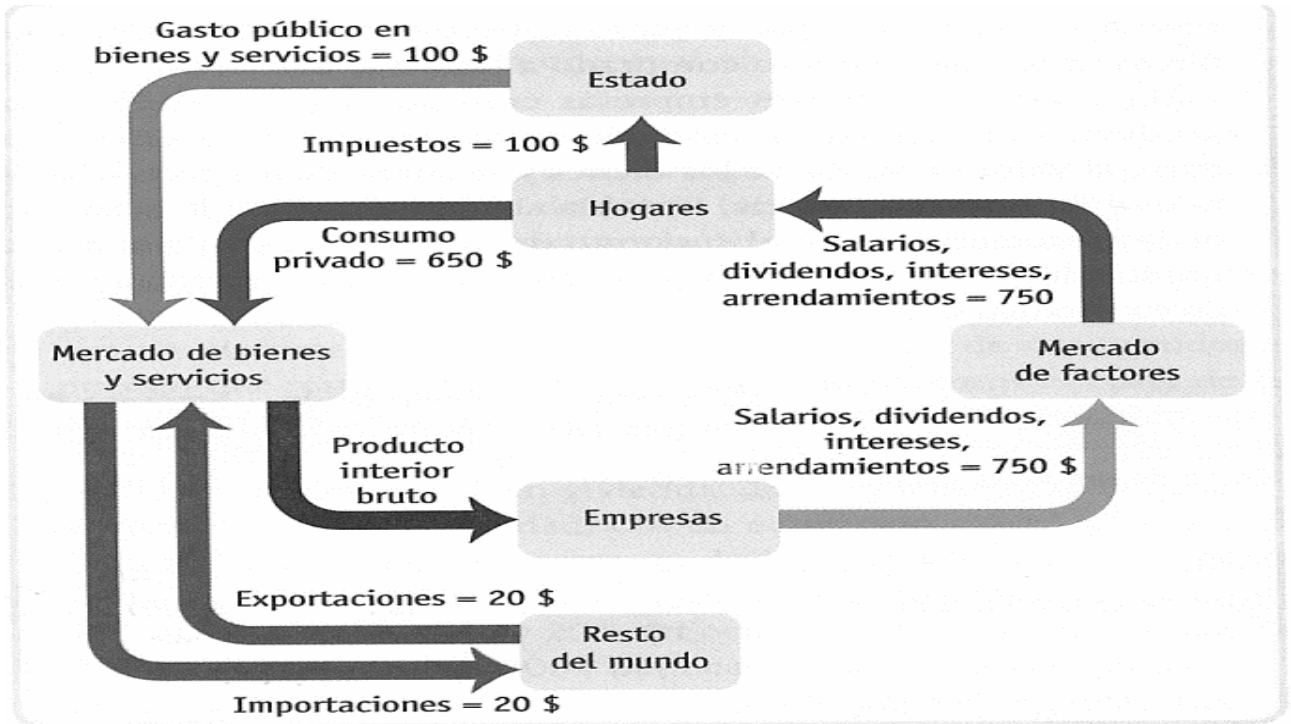 Gasto público en
bienes y servicios = 100 $
Estado
Impuestos = 100 $
Hogares
Consumo
privado = 650 $
Salarios,
dividendos, intereses,
arrendamientos = 750
Mercado de bienes
y servicios
Mercado
de factores
Producto
interior
bruto
Salarios, dividendos,
intereses,
arrendamientos = 750 $
Empresas
Exportaciones = 20 $
Resto
del mundo
Importaciones = 20 $